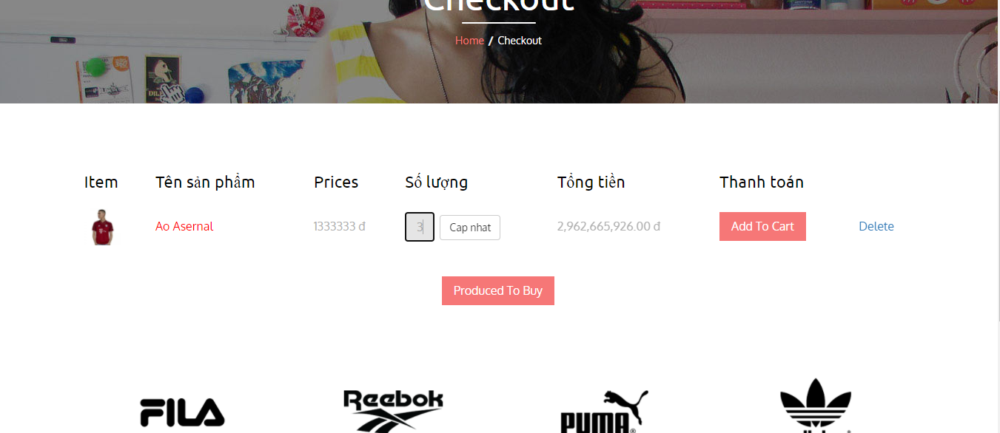 Checkout
Home / Checkout
Item Tên sản phẩm Prices Số lượng Tổng tiền Thanh toán
Ao Asernal 1333333 đ 3 Cap nhat 2,962,665,926.00 đ Add To Cart Delete
Produced To Buy
FILA Reebok PUMA